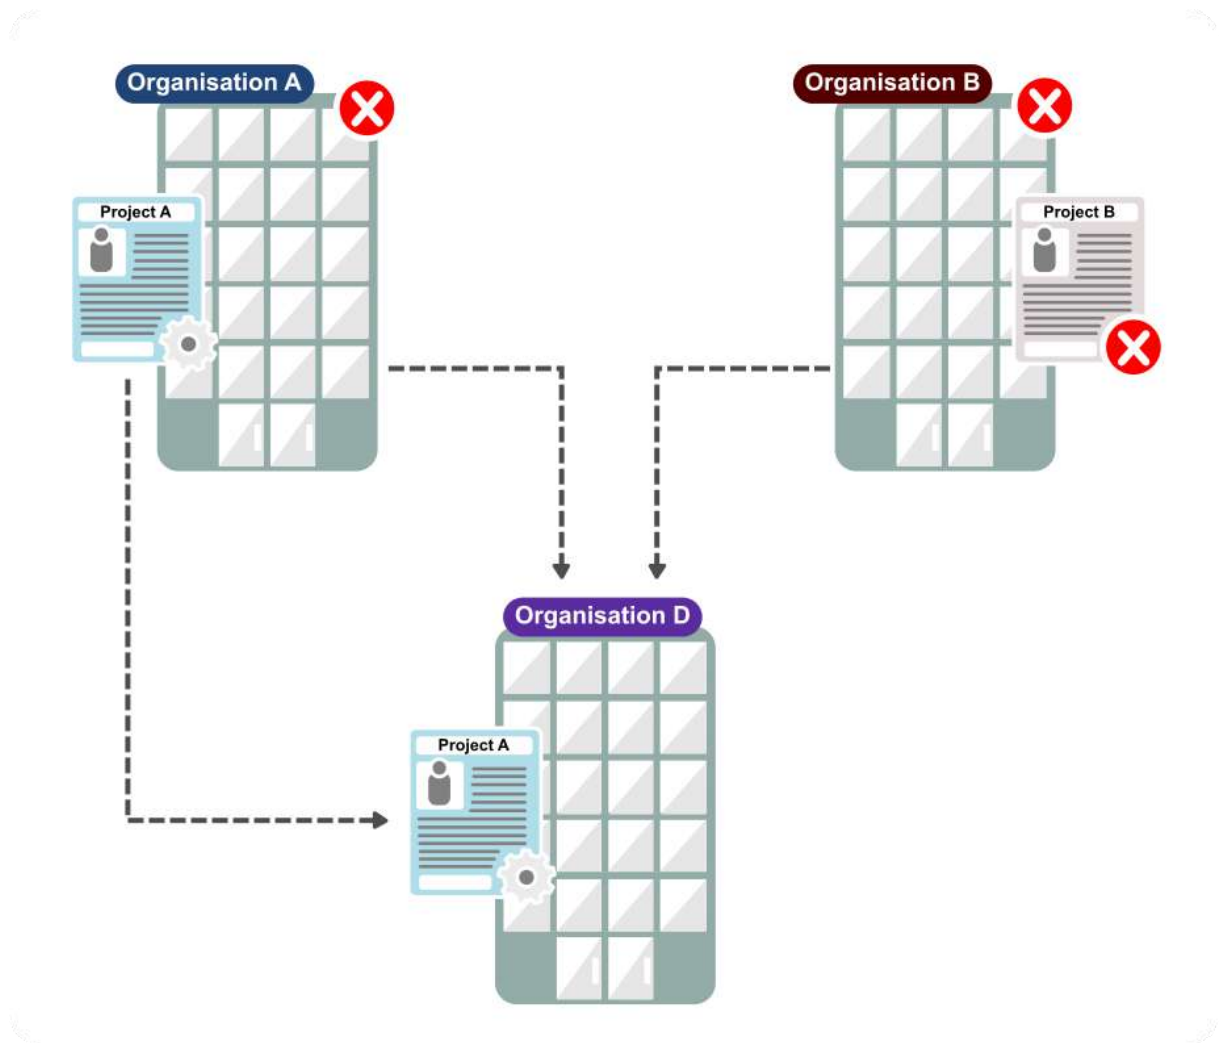 Organisation A
Organisation B
Project A
Project B
Organisation D
Project A